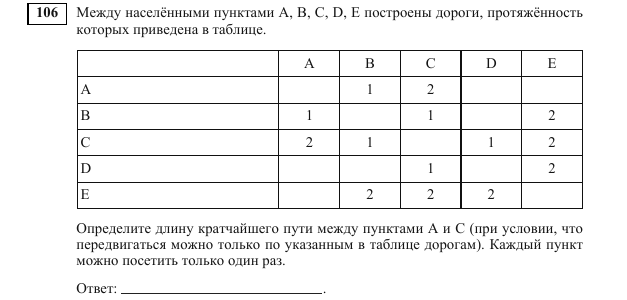 106 Между населёнными пунктами A, B, C, D, E построены дороги, протяжённость
которых приведена в таблице.
A B C D E
A 1 2
B 1 1 2
C 2 1 1 2
D 1 2
E 2 2 2
Определите длину кратчайшего пути между пунктами A и C (при условии, что
передвигаться можно только по указанным в таблице дорогам). Каждый пункт
можно посетить только один раз.
Ответ: ______________________.